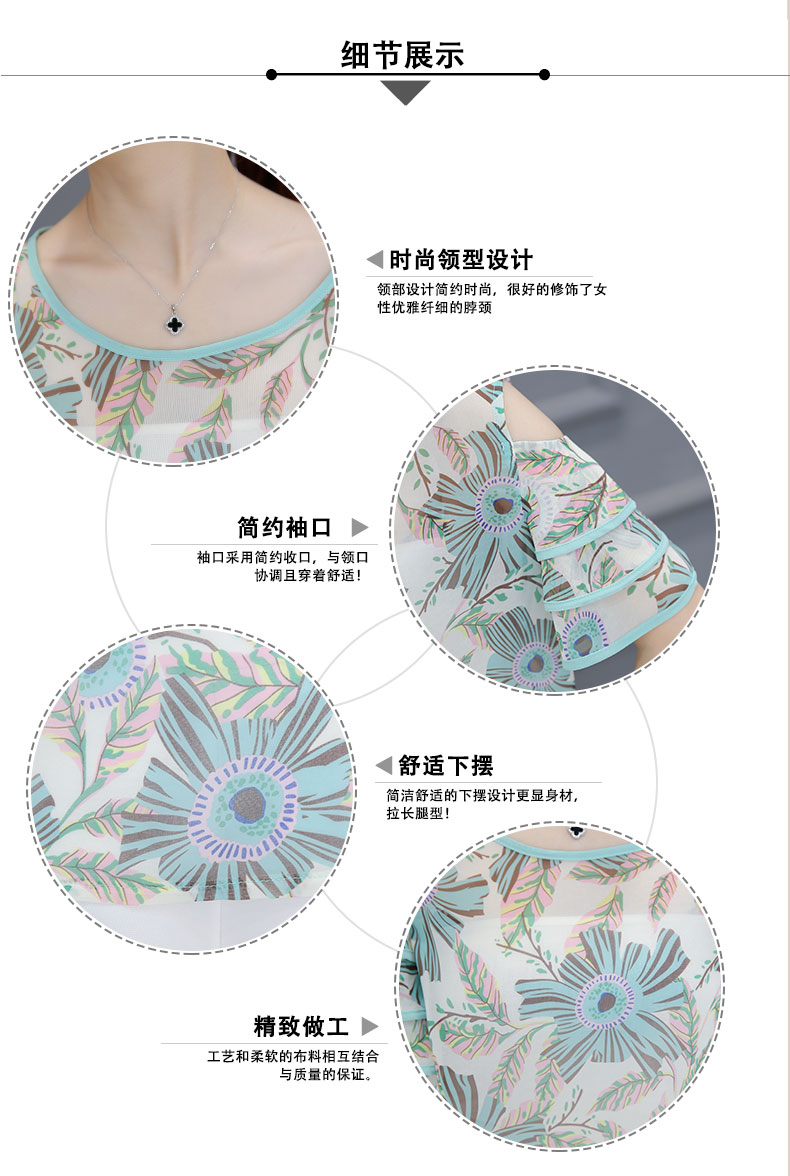 细节展示
时尚领型设计
领部设计简约时尚，很好的修饰了女
性优雅纤细的脖颈
简约袖口
袖口采用简约收口，与领口
协调且穿着舒适！
舒适下摆
简洁舒适的下摆设计更显身材，
拉长腿型！
精致做工
工艺和柔软的布料相互结合
与质量的保证。